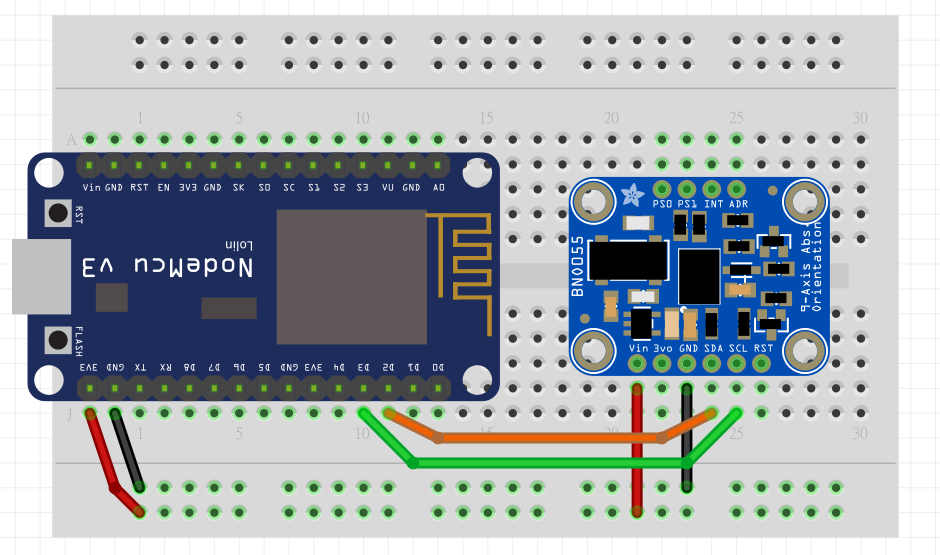 1 5 10 15 20 25 30
A
Vin GND RST EN 3V3 GND SK SO SC S1 S2 S3 VU GND AO
PS0 PS1 INT ADR
RST
Lolin
NodeMcu v3
BNO055
9-Axis Abs.
Orientation
FLASH
Vin 3vo GND SDA SCL RST
3V3 GND TX RX D8 D7 D6 D5 GND 3V3 D4 D3 D2 D1 D0
J
1 5 10 15 20 25 30